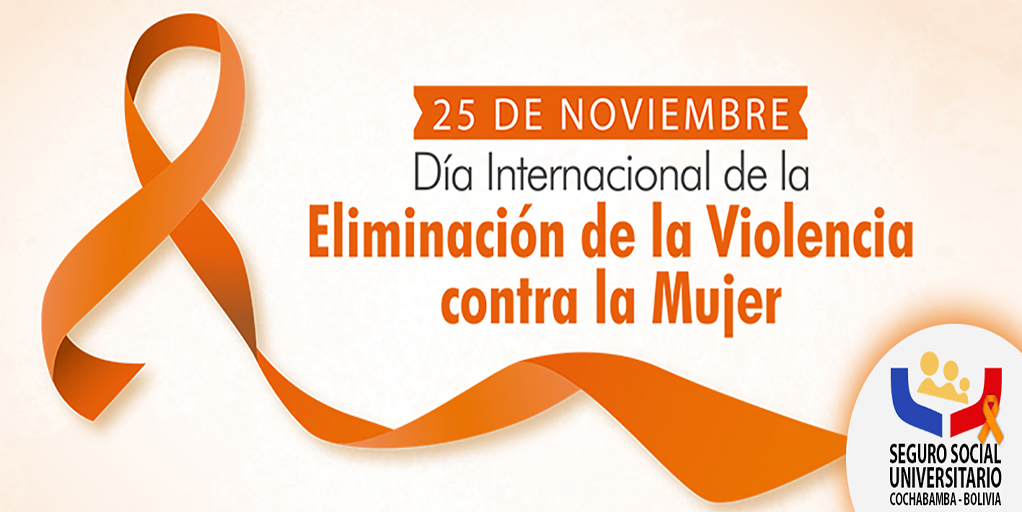 25 DE NOVIEMBRE
Día Internacional de la
Eliminación de la Violencia
contra la Mujer
SEGURO SOCIAL
UNIVERSITARIO
COCHABAMBA - BOLIVIA